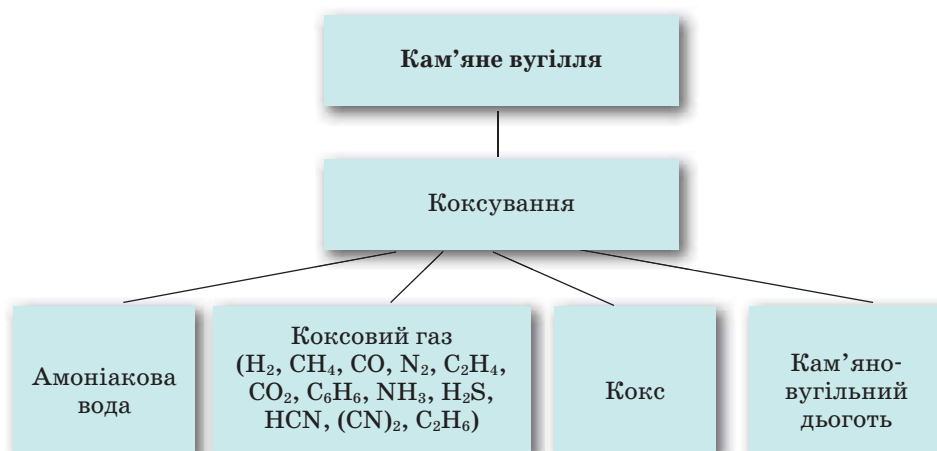 Кам’яне вугілля
Коксування
Амоніакова
вода
Коксовий газ
(H₂, CH₄, CO, N₂, C₂H₄,
CO₂, C₆H₆, NH₃, H₂S,
HCN, (CN)₂, C₂H₆)
Кокс
Кам’яно-
вугільний
дьоготь